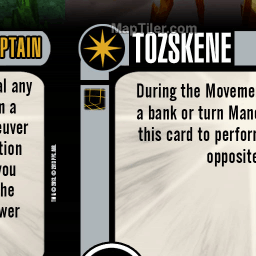 MapTiler.com
PTAIN
TOZSKENE
al any
n a
euver
tion
you
the
wer
During the Moveme
a bank or turn Mane
this card to perform
opposite